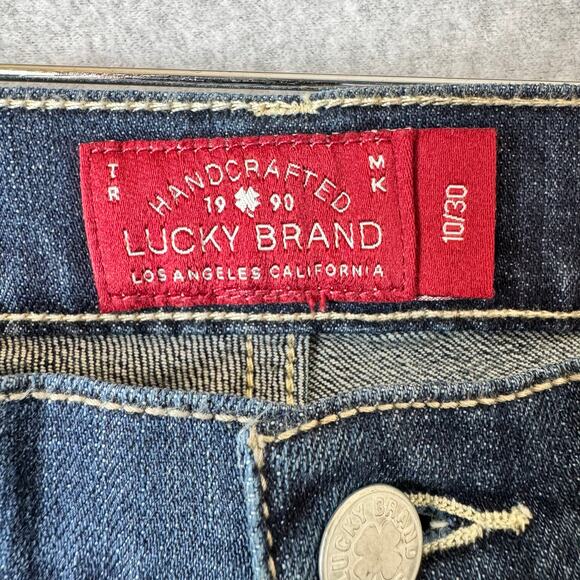 TR
HANDCRAFTED
MK
19 90
LUCKY BRAND
LOS ANGELES CALIFORNIA
10/30
LUCKY BRAND